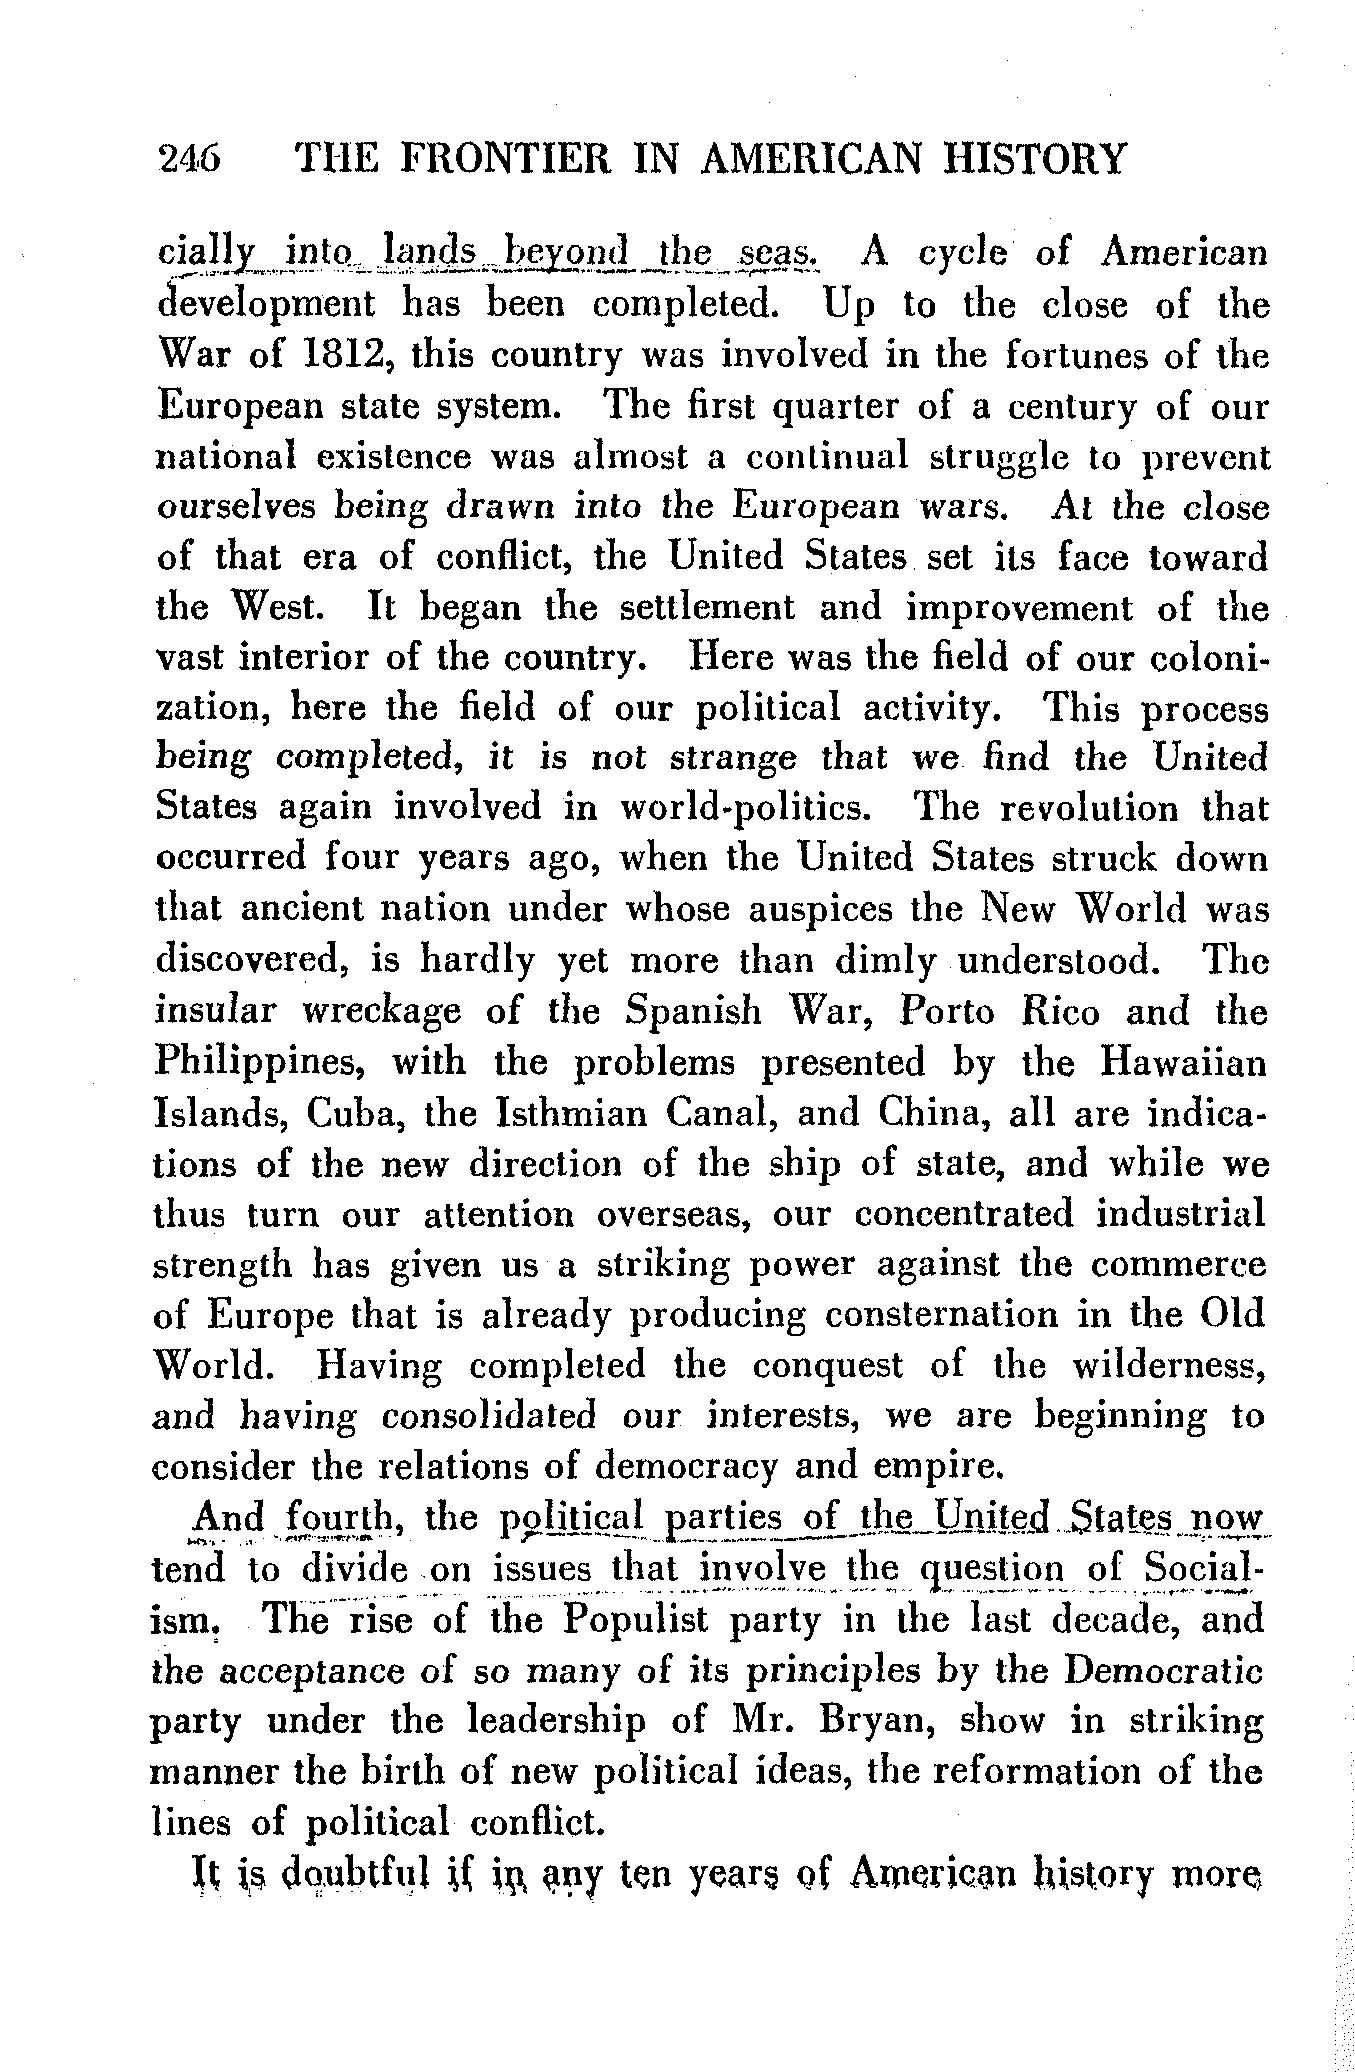 246 THE FRONTIER IN AMERICAN HISTORY
cially into lands beyond the seas. A cycle of American
development has been completed. Up to the close of the
War of 1812, this country was involved in the fortunes of the
European state system. The first quarter of a century of our
national existence was almost a continual struggle to prevent
ourselves being drawn into the European wars. At the close
of that era of conflict, the United States set its face toward
the West. It began the settlement and improvement of the
vast interior of the country. Here was the field of our coloni-
zation, here the field of our political activity. This process
being completed, it is not strange that we find the United
States again involved in world-politics. The revolution that
occurred four years ago, when the United States struck down
that ancient nation under whose auspices the New World was
discovered, is hardly yet more than dimly understood. The
insular wreckage of the Spanish War, Porto Rico and the
Philippines, with the problems presented by the Hawaiian
Islands, Cuba, the Isthmian Canal, and China, all are indica-
tions of the new direction of the ship of state, and while we
thus turn our attention overseas, our concentrated industrial
strength has given us a striking power against the commerce
of Europe that is already producing consternation in the Old
World. Having completed the conquest of the wilderness,
and having consolidated our interests, we are beginning to
consider the relations of democracy and empire.
And fourth, the political parties of the United States now
tend to divide on issues that involve the question of Social-
ism. The rise of the Populist party in the last decade, and
the acceptance of so many of its principles by the Democratic
party under the leadership of Mr. Bryan, show in striking
manner the birth of new political ideas, the reformation of the
lines of political conflict.
It is doubtful if in any ten years of American history more